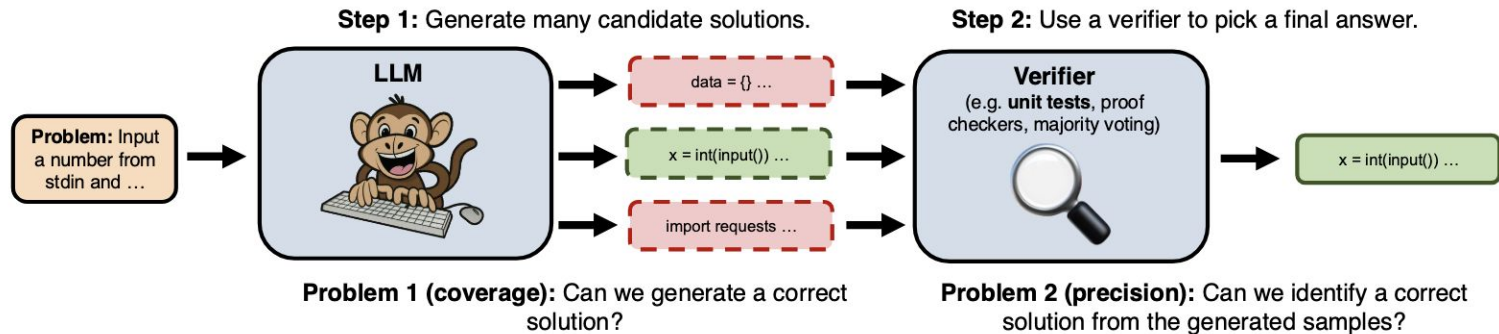 Step 1: Generate many candidate solutions.
Step 2: Use a verifier to pick a final answer.
Problem: Input
a number from
stdin and …
LLM
data = {} …
x = int(input()) …
import requests …
Verifier
(e.g. unit tests, proof
checkers, majority voting)
x = int(input()) …
Problem 1 (coverage): Can we generate a correct
solution?
Problem 2 (precision): Can we identify a correct
solution from the generated samples?